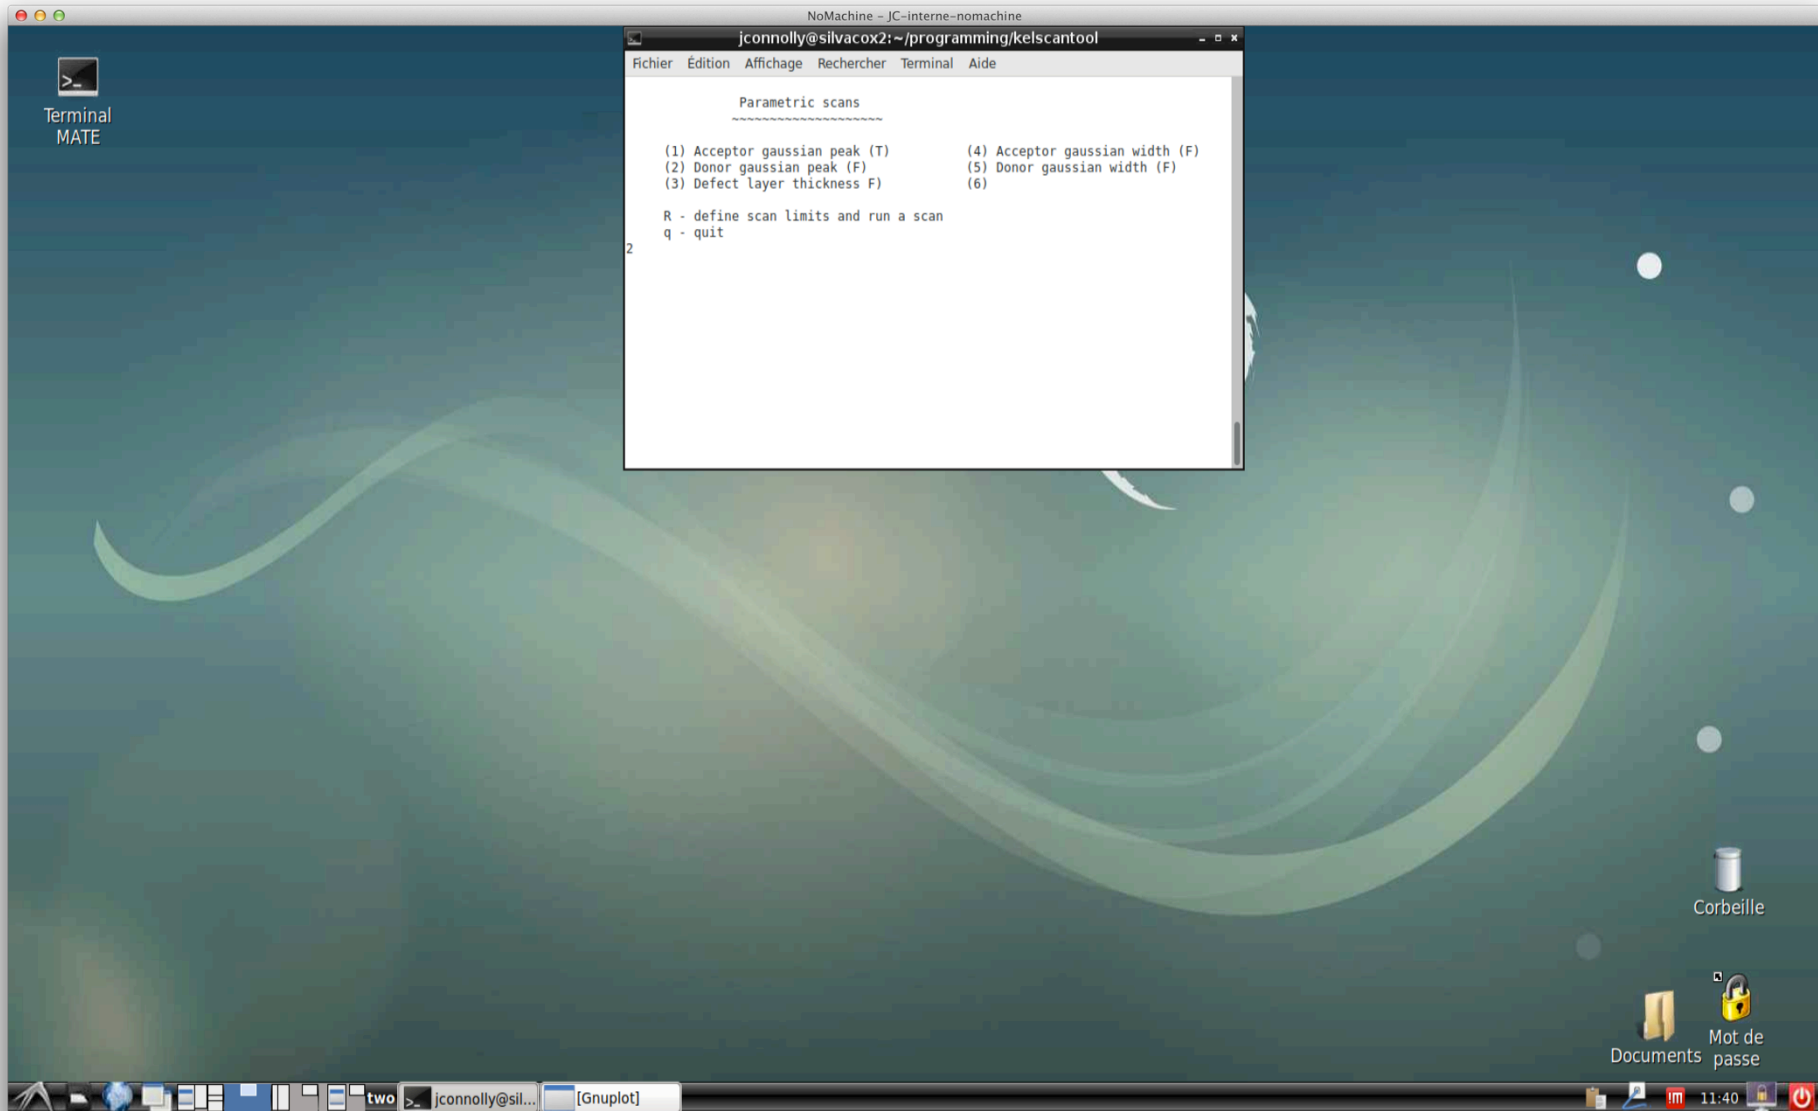 NoMachine - JC-interne-nomachine
jconnolly@silvacox2:~/programming/kelscantool
Fichier Édition Affichage Rechercher Terminal Aide
Parametric scans
~~~~~~~~~~~~~~~~~~~~
(1) Acceptor gaussian peak (T) (4) Acceptor gaussian width (F)
(2) Donor gaussian peak (F) (5) Donor gaussian width (F)
(3) Defect layer thickness F) (6)
R - define scan limits and run a scan
q - quit
2
Terminal
MATE
Corbeille
Documents
Mot de
passe
two
jconnolly@sil...
[Gnuplot]
!M
11:40